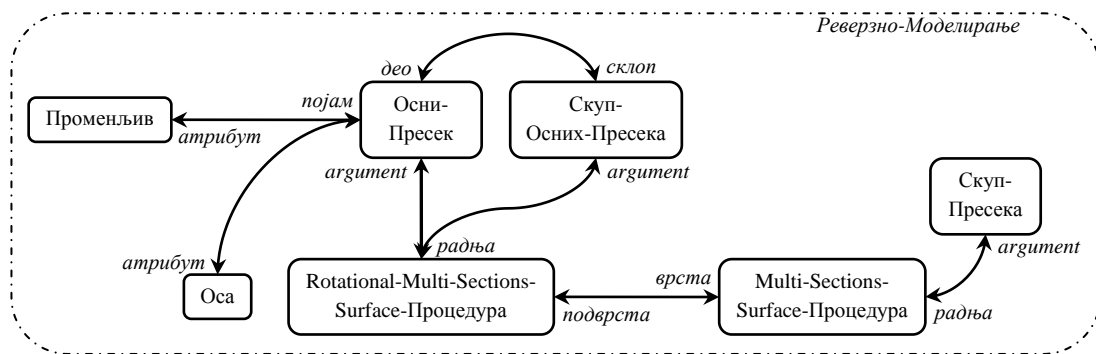 Реверзно-Моделирање
део
склоп
појам
Осни-
Пресек
Скуп-
Осних-Пресека
Променљив
атрибут
argument
argument
Скуп-
Пресека
argument
радња
атрибут
Оса
Rotational-Multi-Sections-
Surface-Процедура
врста
подврста
Multi-Sections-
Surface-Процедура
радња